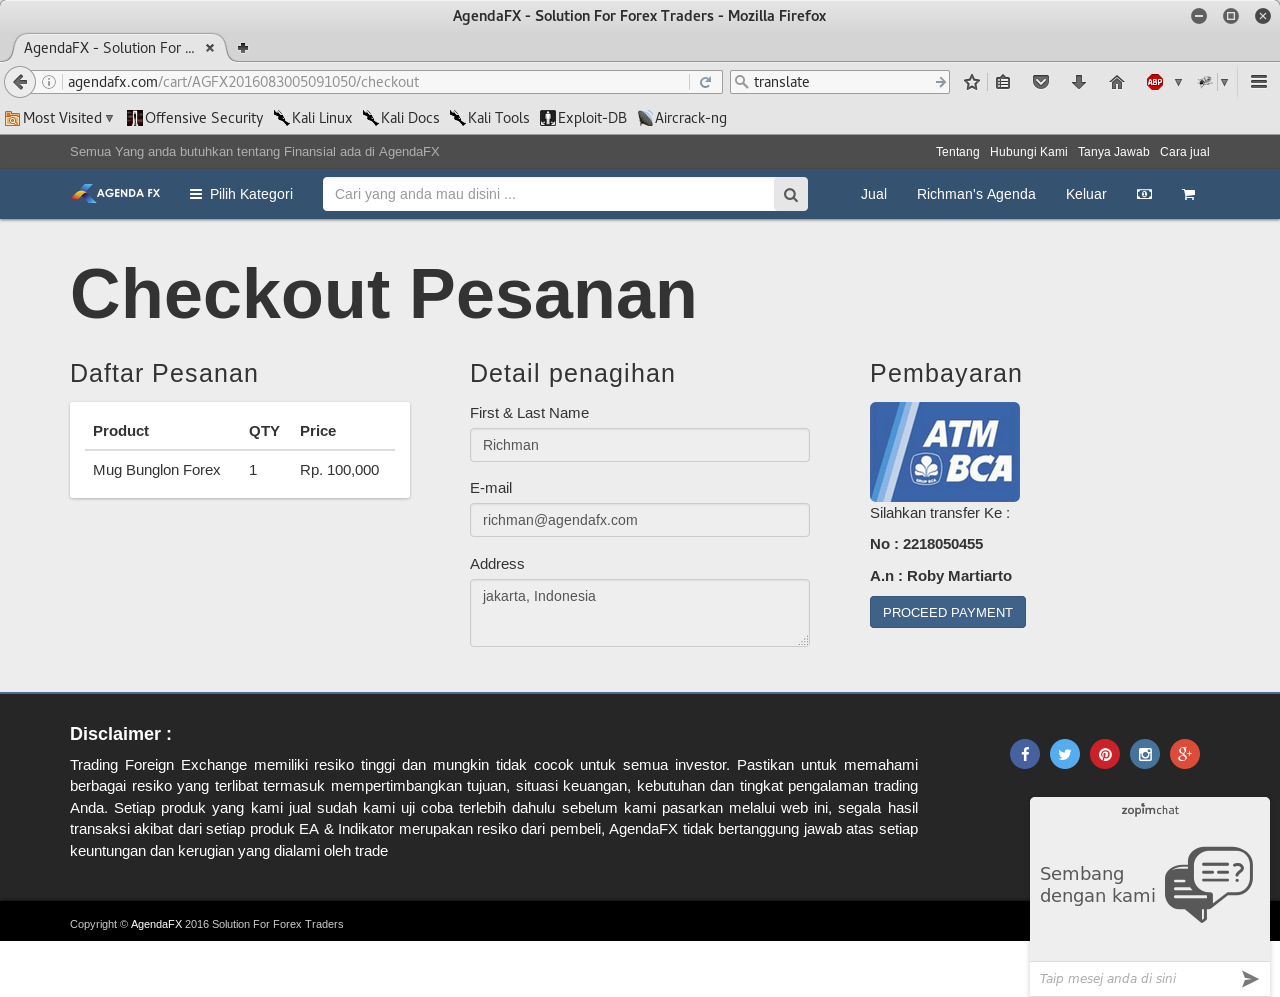 AgendaFX - Solution For Forex Traders - Mozilla Firefox
AgendaFX - Solution For ...
agendafx.com/cart/AGFX2016083005091050/checkout
translate
ABP
Most Visited
Offensive Security
Kali Linux
Kali Docs
Kali Tools
Exploit-DB
Aircrack-ng
Semua Yang anda butuhkan tentang Finansial ada di AgendaFX
Tentang
Hubungi Kami
Tanya Jawab
Cara jual
AGENDA FX
Pilih Kategori
Cari yang anda mau disini ...
Jual
Richman's Agenda
Keluar
Checkout Pesanan
Daftar Pesanan
Product QTY Price
Mug Bunglon Forex 1 Rp. 100,000
Detail penagihan
First & Last Name
Richman
E-mail
richman@agendafx.com
Address
jakarta, Indonesia
Pembayaran
ATM
BCA
Silahkan transfer Ke :
No : 2218050455
A.n : Roby Martiarto
PROCEED PAYMENT
Disclaimer :
Trading Foreign Exchange memiliki resiko tinggi dan mungkin tidak cocok untuk semua investor. Pastikan untuk memahami
berbagai resiko yang terlibat termasuk mempertimbangkan tujuan, situasi keuangan, kebutuhan dan tingkat pengalaman trading
Anda. Setiap produk yang kami jual sudah kami uji coba terlebih dahulu sebelum kami pasarkan melalui web ini, segala hasil
transaksi akibat dari setiap produk EA & Indikator merupakan resiko dari pembeli, AgendaFX tidak bertanggung jawab atas setiap
keuntungan dan kerugian yang dialami oleh trade
zopimchat
Sembang
dengan kami
Taip mesej anda di sini
Copyright © AgendaFX 2016 Solution For Forex Traders